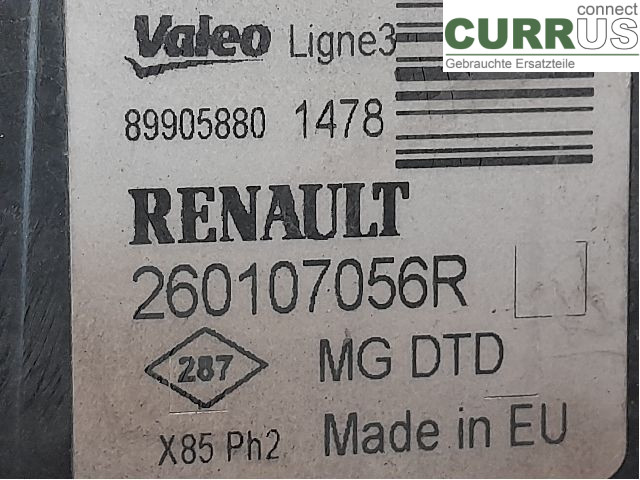 connect
CURRUS
Gebrauchte Ersatzteile
Valeo Ligne3
89905880 1478
RENAULT
260107056R
287 MG DTD
X85 Ph2 Made in EU